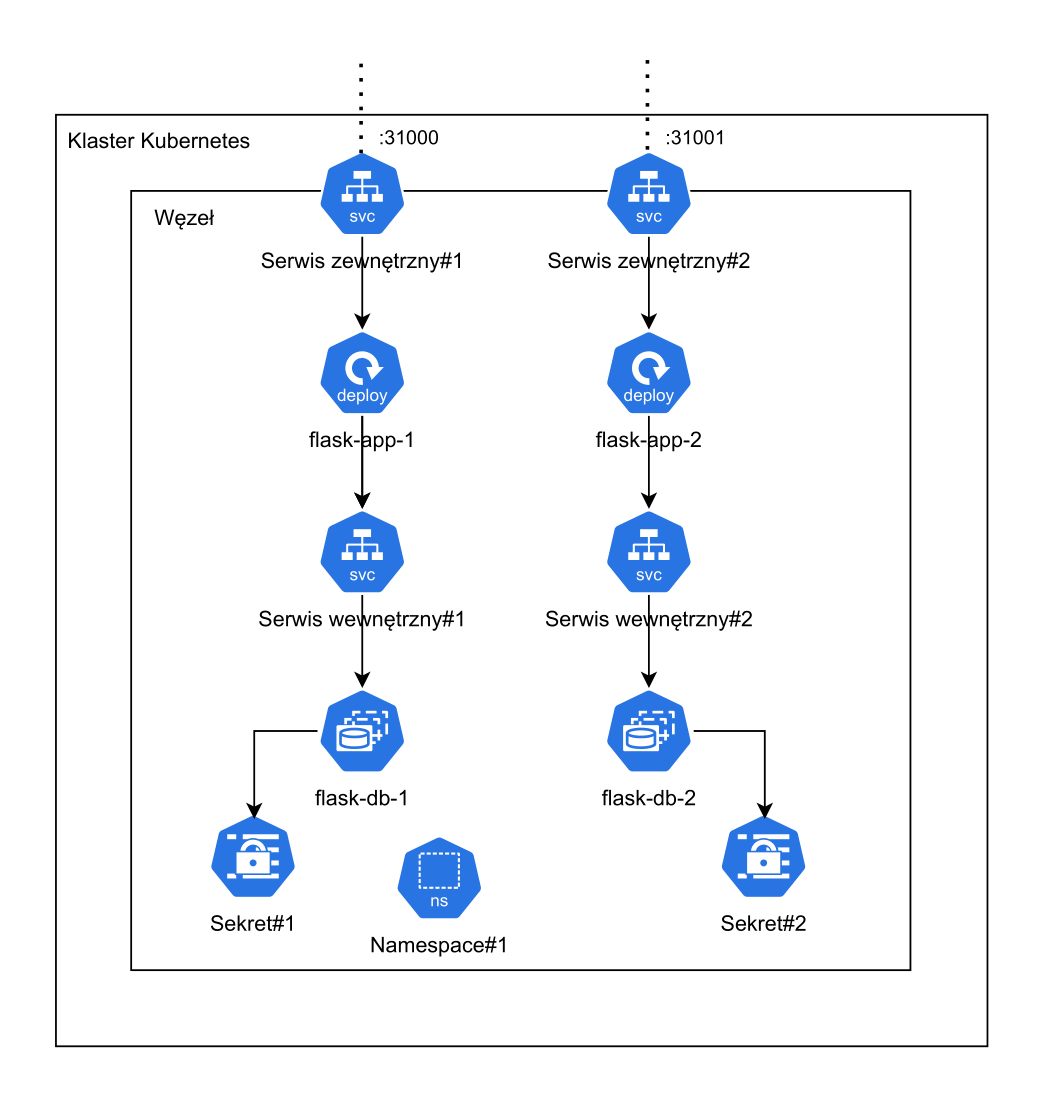 :31000
:31001
Klaster Kubernetes
svc
svc
Węzeł
Serwis zewnętrzny#1
Serwis zewnętrzny#2
deploy
deploy
flask-app-1
flask-app-2
svc
svc
Serwis wewnętrzny#1
Serwis wewnętrzny#2
flask-db-1
flask-db-2
ns
Sekret#1
Sekret#2
Namespace#1